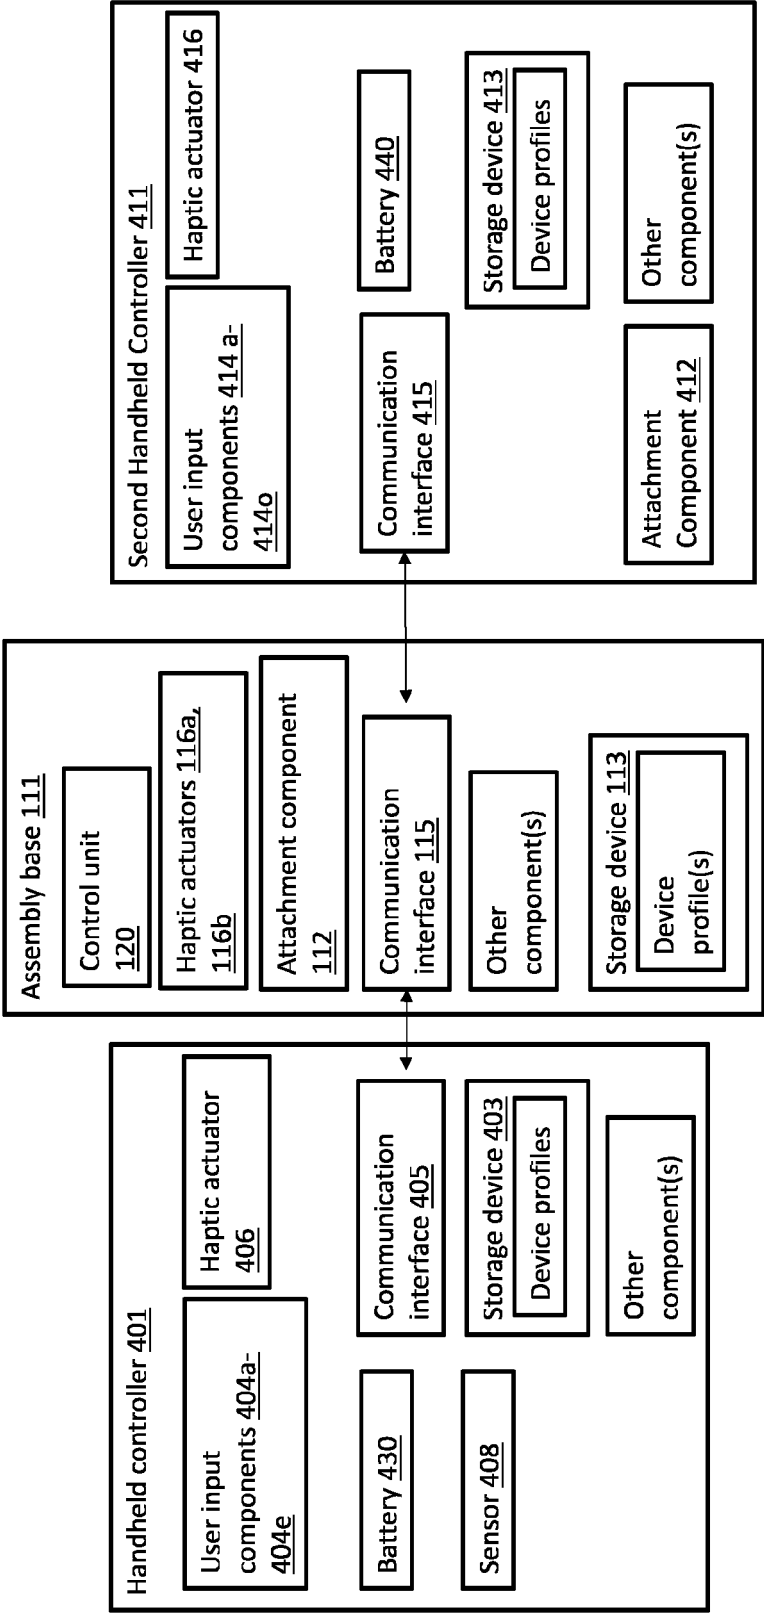 Handheld controller 401
User input
components 404a-
404e
Haptic actuator
406
Battery 430
Communication
interface 405
Sensor 408
Storage device 403
Device profiles
Other
component(s)
Assembly base 111
Control unit
120
Haptic actuators 116a,
116b
Attachment component
112
Communication
interface 115
Other
component(s)
Storage device 113
Device
profile(s)
Second Handheld Controller 411
User input
components 414 a-
414o
Haptic actuator 416
Communication
interface 415
Battery 440
Storage device 413
Device profiles
Attachment
Component 412
Other
component(s)